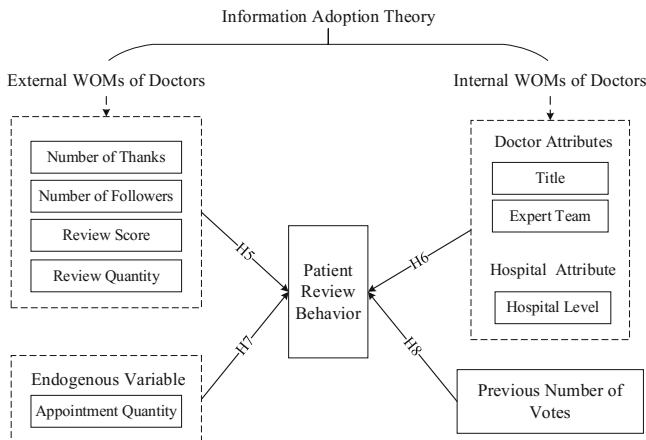 Information Adoption Theory
External WOMs of Doctors
Number of Thanks
Number of Followers
Review Score
Review Quantity
Internal WOMs of Doctors
Doctor Attributes
Title
Expert Team
Hospital Attribute
Hospital Level
H5
H6
Patient
Review
Behavior
H7
H8
Endogenous Variable
Appointment Quantity
Previous Number of
Votes